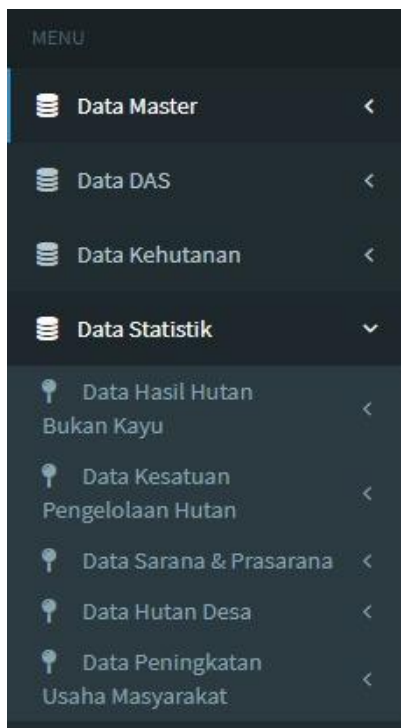 MENU
Data Master
Data DAS
Data Kehutanan
Data Statistik
Data Hasil Hutan
Bukan Kayu
Data Kesatuan
Pengelolaan Hutan
Data Sarana & Prasarana
Data Hutan Desa
Data Peningkatan
Usaha Masyarakat